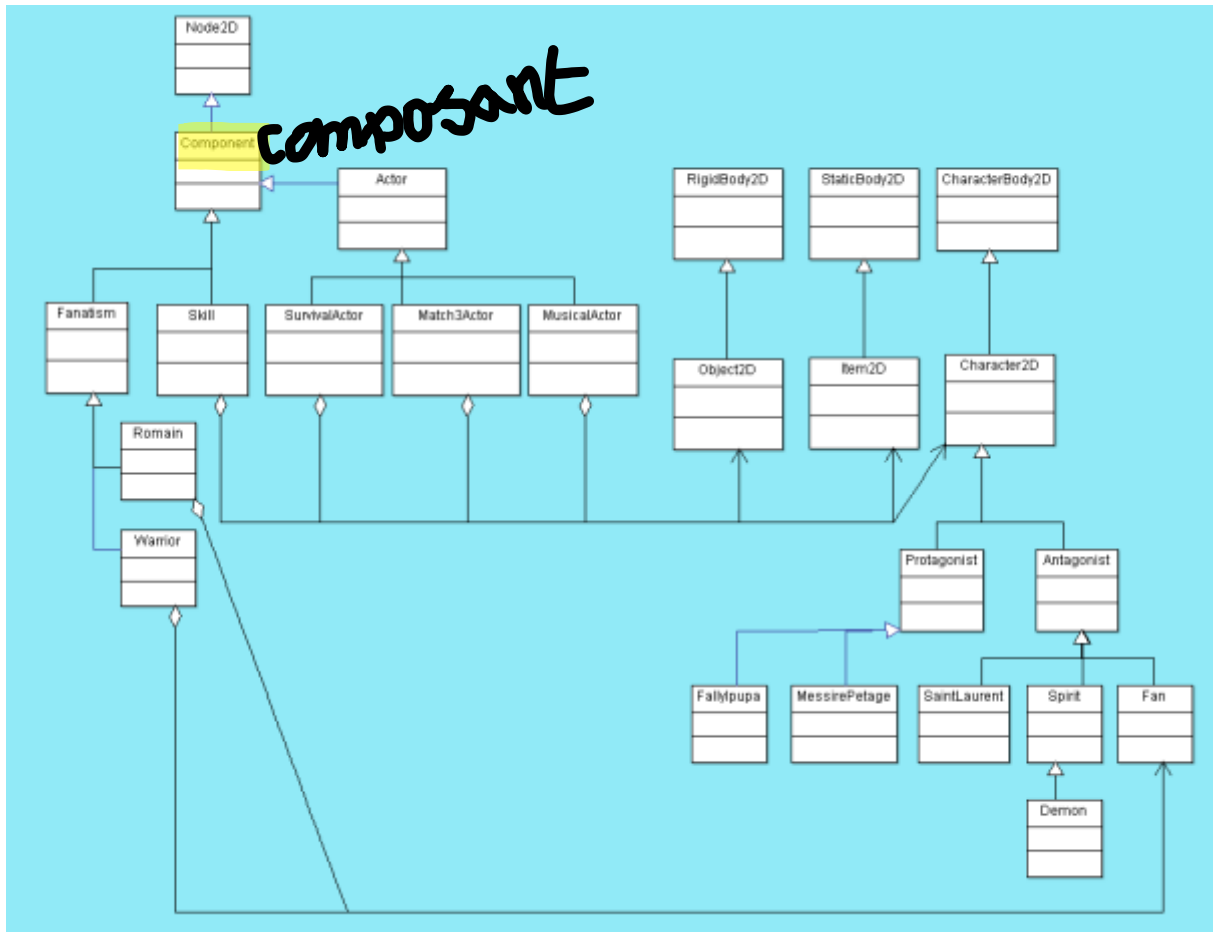 Node2D
composant
Component
Actor
RigidBody2D
StaticBody2D
CharacterBody2D
Fanatism
Skill
SurvivalActor
Match3Actor
MusicalActor
Object2D
Item2D
Character2D
Romain
Warrior
Protagonist
Antagonist
FallyIpupa
MessirePetage
SaintLaurent
Spirit
Fan
Demon